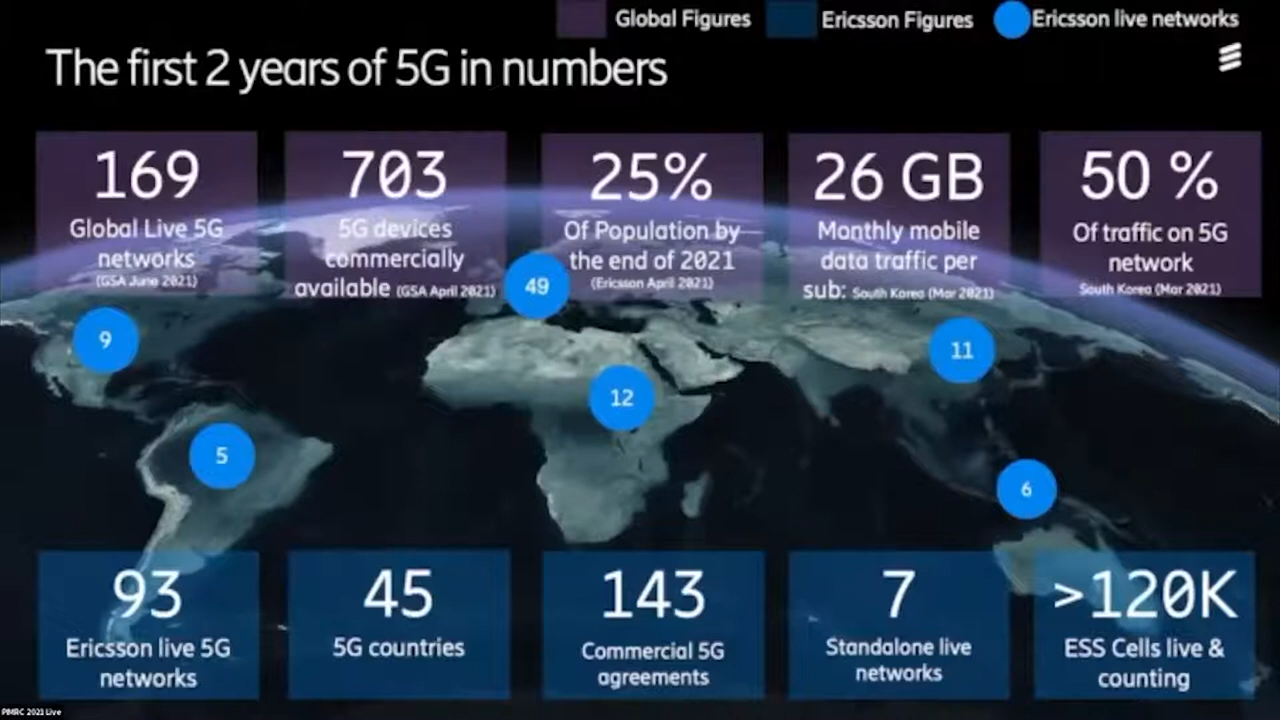 Global Figures
Ericsson Figures
Ericsson live networks
The first 2 years of 5G in numbers
169
Global Live 5G
networks
(GSA June 2021)
703
5G devices
commercially
available (GSA April 2021)
25%
Of Population by
the end of 2021
(Ericsson April 2021)
26 GB
Monthly mobile
data traffic per
sub: South Korea (Mar 2021)
50 %
Of traffic on 5G
network
South Korea (Mar 2021)
49
9
11
12
5
6
93
Ericsson live 5G
networks
45
5G countries
143
Commercial 5G
agreements
7
Standalone live
networks
>120K
ESS Cells live &
counting
PIMRC 2021 Live